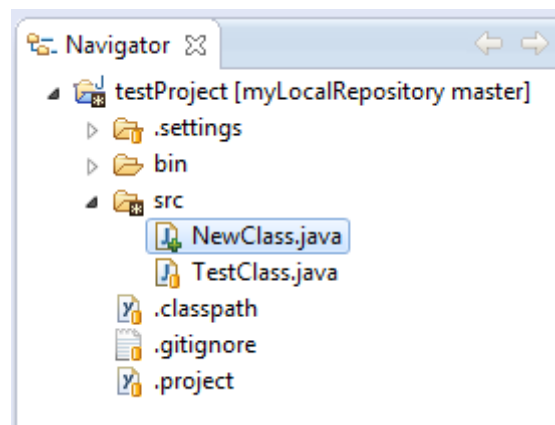 Navigator
testProject [myLocalRepository master]
.settings
bin
src
NewClass.java
TestClass.java
.classpath
.gitignore
.project